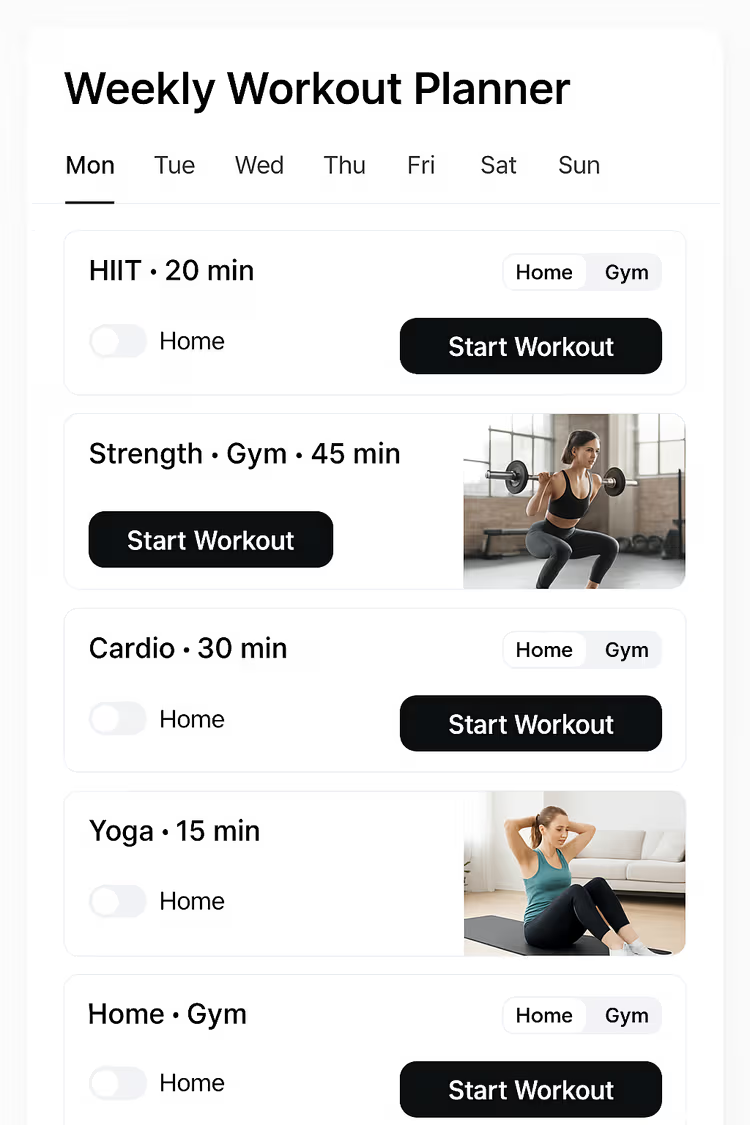 Weekly Workout Planner
Mon Tue Wed Thu Fri Sat Sun
HIIT • 20 min
Home Gym
Home
Start Workout
Strength • Gym • 45 min
Start Workout
Cardio • 30 min
Home Gym
Home
Start Workout
Yoga • 15 min
Home
Home • Gym
Home Gym
Home
Start Workout